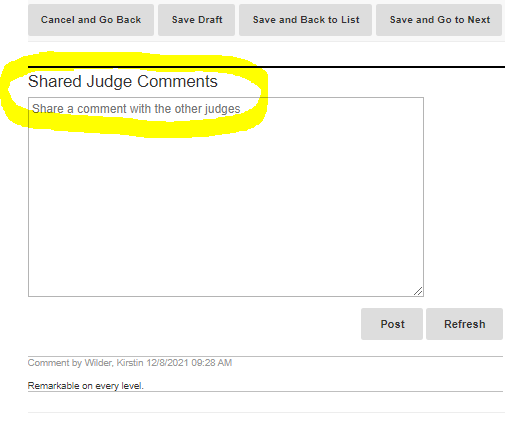 Cancel and Go Back Save Draft Save and Back to List Save and Go to Next
Shared Judge Comments
Share a comment with the other judges
Post Refresh
Comment by Wilder, Kirstin 12/8/2021 09:28 AM
Remarkable on every level.